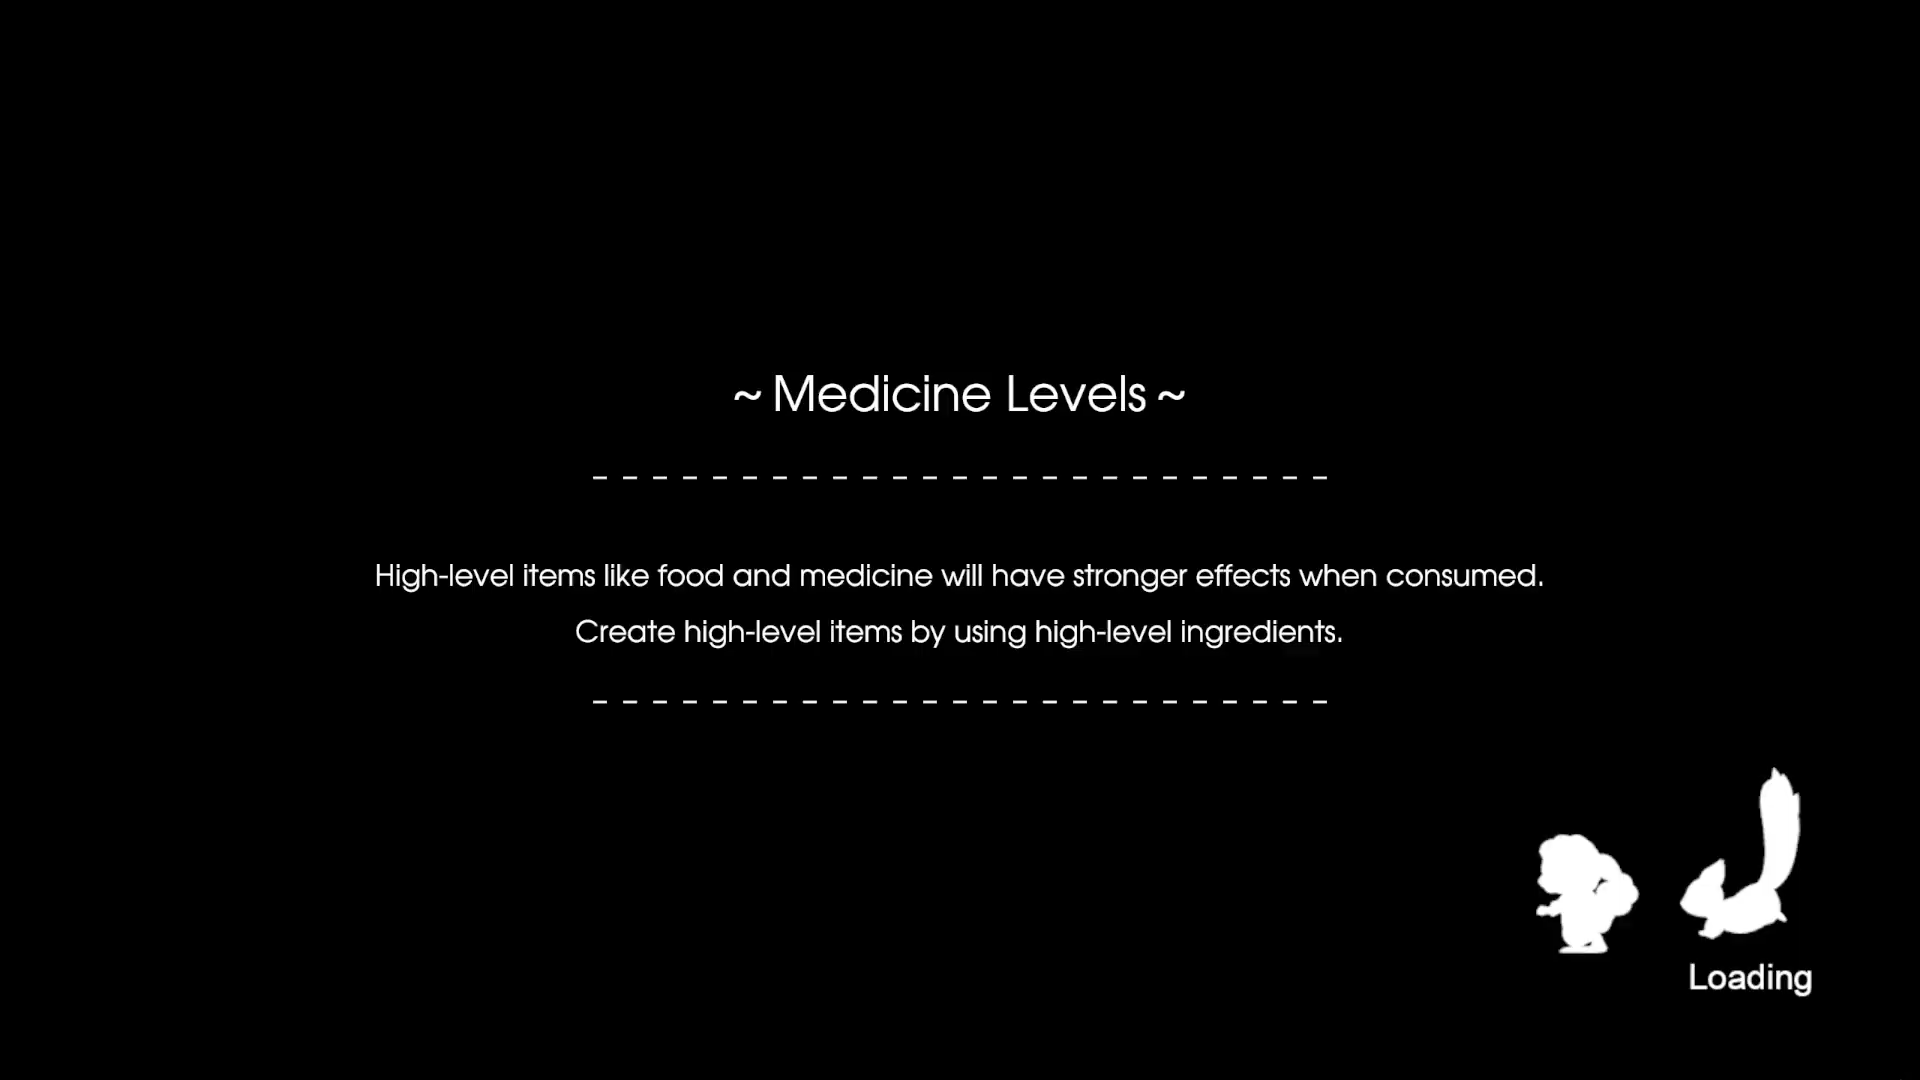 ~ Medicine Levels ~
- - - - - - - - - - - - - - - - - - - - - - - - -
High-level items like food and medicine will have stronger effects when consumed.
Create high-level items by using high-level ingredients.
- - - - - - - - - - - - - - - - - - - - - - - - -
Loading